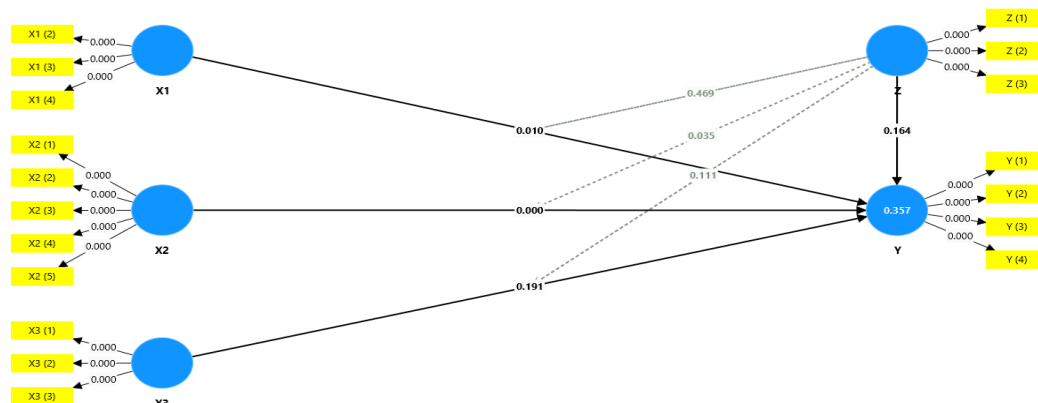 X1 (2)
X1 (3)
X1 (4)
0.000
0.000
0.000
X1
X2 (1)
X2 (2)
X2 (3)
X2 (4)
X2 (5)
0.000
0.000
0.000
0.000
0.000
X2
X3 (1)
X3 (2)
X3 (3)
0.000
0.000
0.000
X3
0.010
0.000
0.191
0.469
0.035
0.111
Z
0.000
0.000
0.000
Z (1)
Z (2)
Z (3)
0.164
0.357
Y
0.000
0.000
0.000
0.000
Y (1)
Y (2)
Y (3)
Y (4)